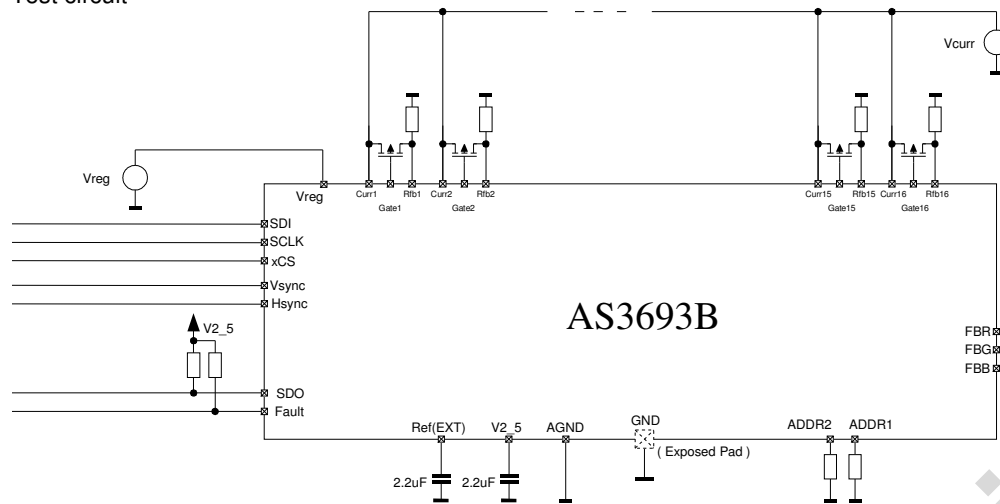 Test circuit
Vcurr
Vreg
Vreg
Curr1
Gate1
Rfb1
Curr2
Gate2
Rfb2
Curr15
Gate15
Rfb15
Curr16
Gate16
Rfb16
SDI
SCLK
xCS
Vsync
Hsync
AS3693B
V2_5
FBR
FBG
FBB
SDO
Fault
Ref(EXT)
V2_5
AGND
GND
( Exposed Pad )
ADDR2
ADDR1
2.2uF
2.2uF